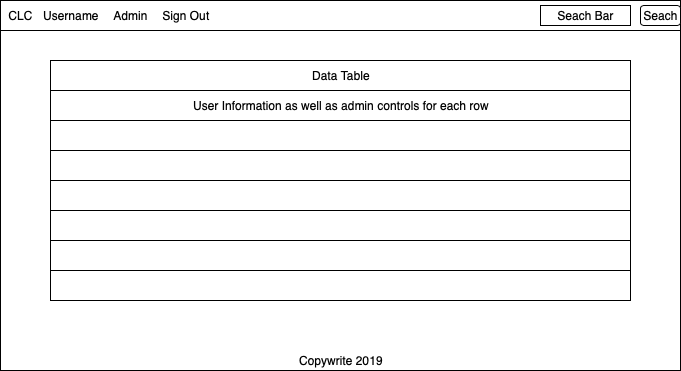 CLC Username Admin Sign Out Seach Bar Seach
Data Table
User Information as well as admin controls for each row
Copywrite 2019